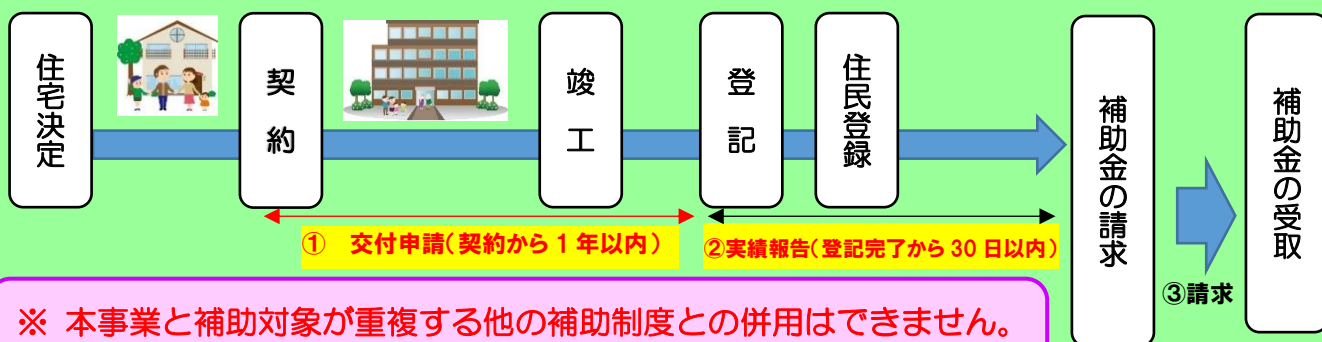 住宅決定
契約
竣工
登記
住民登録
補助金の請求
補助金の受取
① 交付申請(契約から1年以内)
②実績報告(登記完了から30日以内)
③請求
※ 本事業と補助対象が重複する他の補助制度との併用はできません。